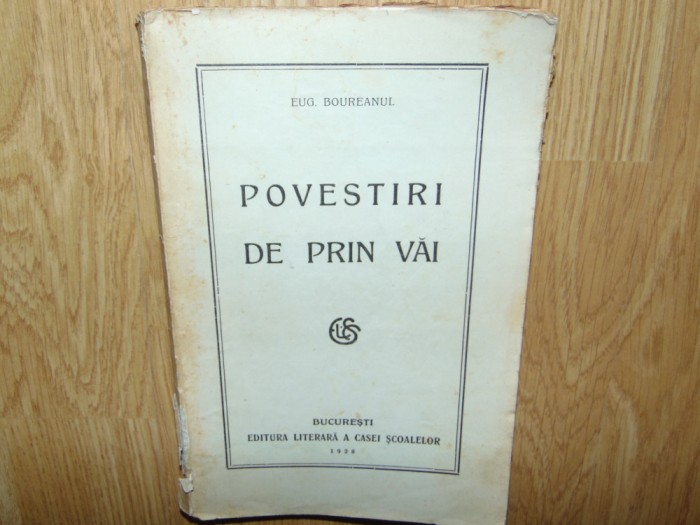 EUG. BOUREANUL
POVESTIRI
DE PRIN VĂI
BUCUREȘTI
EDITURA LITERARĂ A CASEI ȘCOALELOR